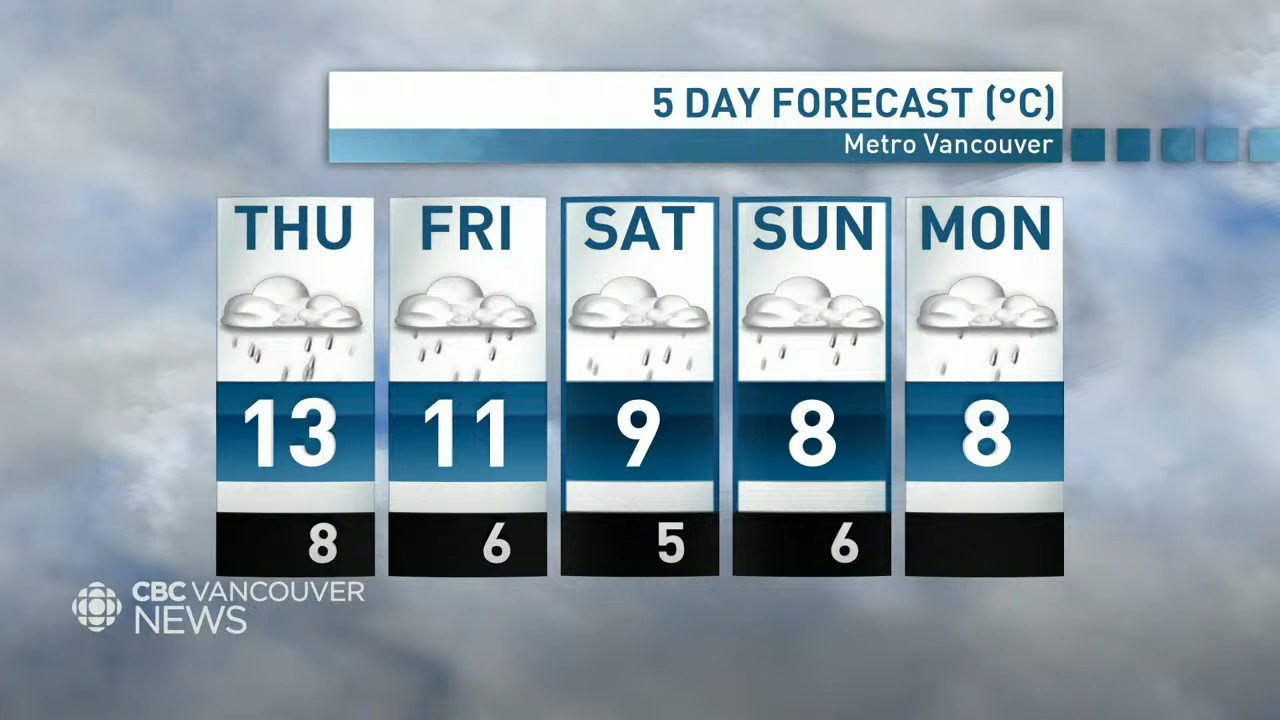 5 DAY FORECAST (°C)
Metro Vancouver
THU FRI SAT SUN MON
13 11 9 8 8
8 6 5 6
CBC VANCOUVER
NEWS